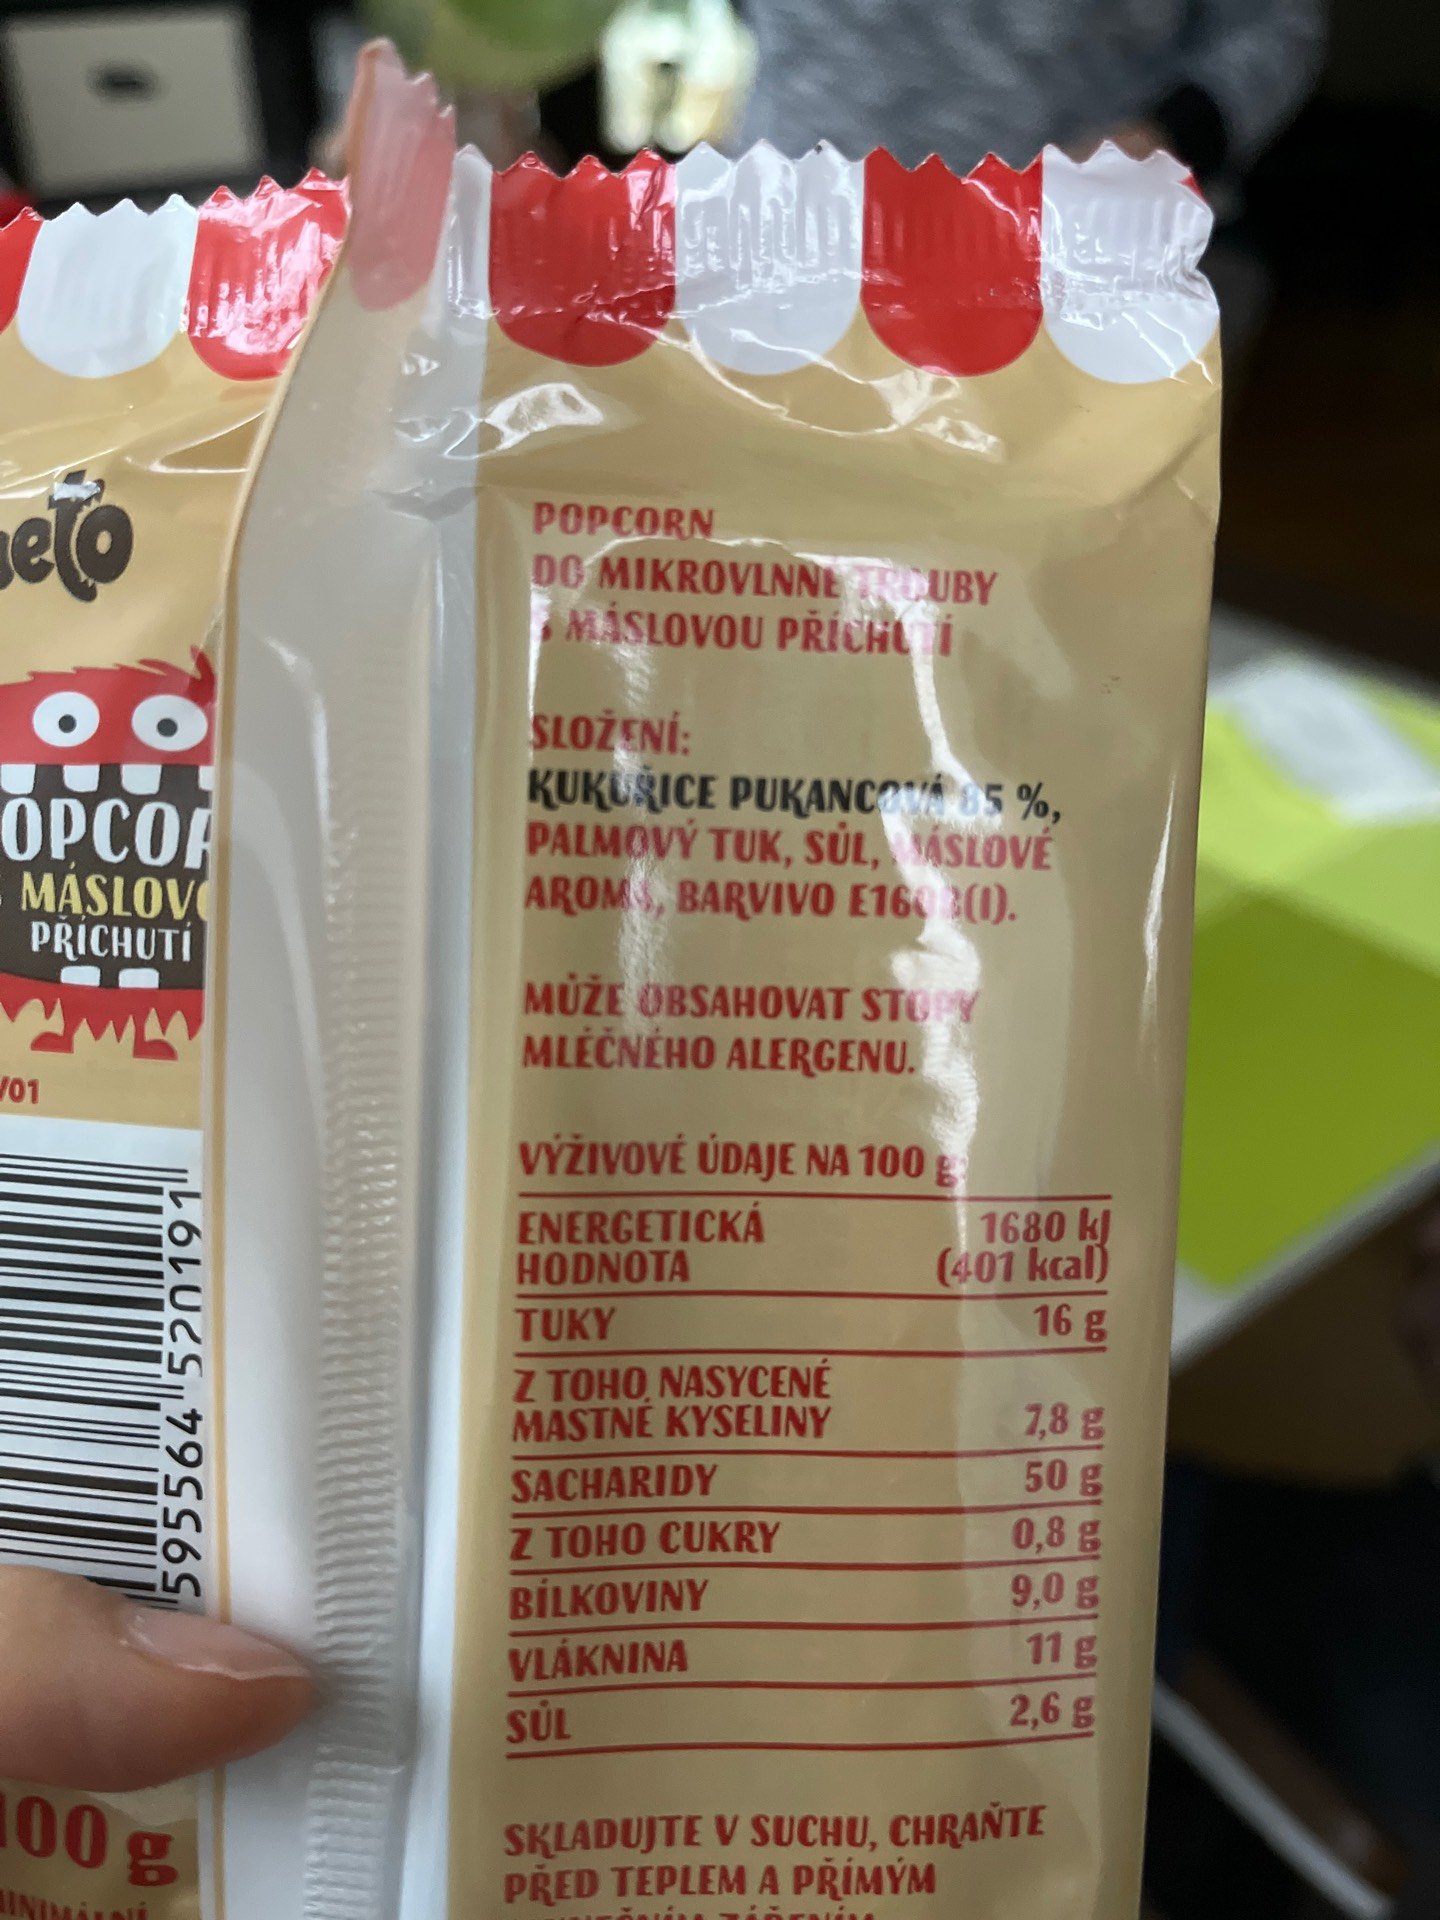 POPCORN
DO MIKROVLNNÉ TROUBY
S MÁSLOVOU PŘÍCHUTÍ
SLOŽENÍ:
KUKUŘICE PUKANCOVÁ 85 %,
PALMOVÝ TUK, SŮL, MÁSLOVÉ
AROMA, BARVIVO E160B(I).
MŮŽE OBSAHOVAT STOPY
MLÉČNÉHO ALERGENU.
VÝŽIVOVÉ ÚDAJE NA 100 g:
ENERGETICKÁ HODNOTA 1680 kJ (401 kcal)
TUKY 16 g
Z TOHO NASYCENÉ
MASTNÉ KYSELINY 7,8 g
SACHARIDY 50 g
Z TOHO CUKRY 0,8 g
BÍLKOVINY 9,0 g
VLÁKNINA 11 g
SŮL 2,6 g
SKLADUJTE V SUCHU, CHRAŇTE
PŘED TEPLEM A PŘÍMÝM
eto
OPCOR
MÁSLOVO
PŘÍCHUTÍ
/01
595564 520191
100 g